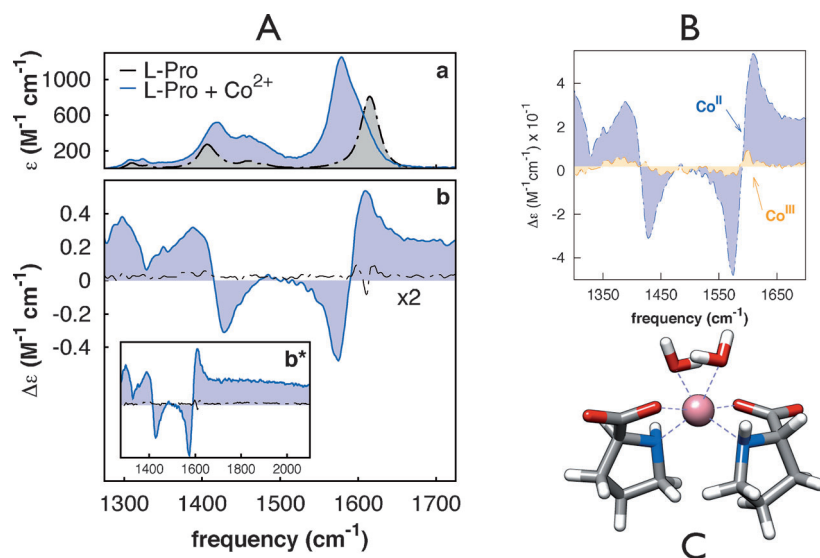 A
L-Pro
L-Pro + Co²⁺
a
1000
600
200
ε (M⁻¹ cm⁻¹)
b
0.4
0.2
0
-0.2
-0.4
x2
Δε (M⁻¹ cm⁻¹)
b*
1400 1600 1800 2000
1300 1400 1500 1600 1700
frequency (cm⁻¹)
B
4
2
0
-2
-4
Coᴵᴵ
Coᴵᴵᴵ
Δε (M⁻¹cm⁻¹) x 10⁻¹
1350 1450 1550 1650
frequency (cm⁻¹)
C